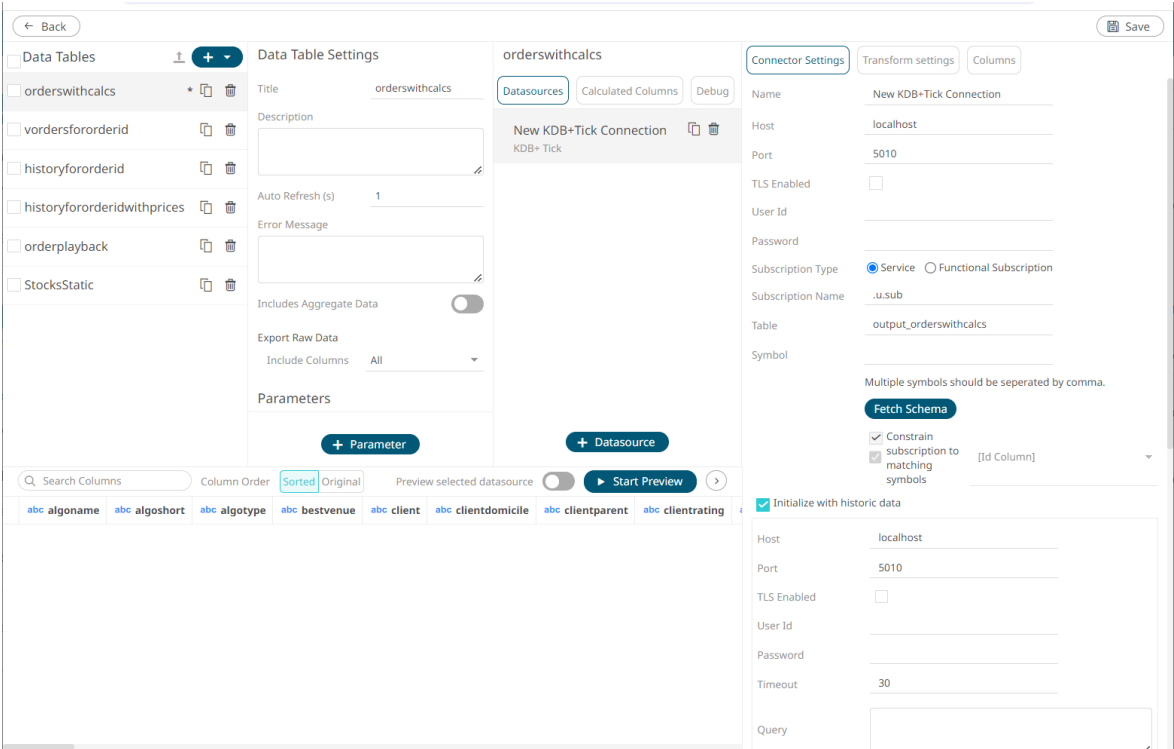 Back
Save
Data Tables
+
orderswithcalcs *
vordersfororderid
historyfororderid
historyfororderidwithprices
orderplayback
StocksStatic
Data Table Settings
Title orderswithcalcs
Description
Auto Refresh (s) 1
Error Message
Includes Aggregate Data
Export Raw Data
Include Columns All
Parameters
+ Parameter
orderswithcalcs
Datasources Calculated Columns Debug
New KDB+Tick Connection
KDB+ Tick
+ Datasource
Connector Settings Transform settings Columns
Name New KDB+Tick Connection
Host localhost
Port 5010
TLS Enabled
User Id
Password
Subscription Type Service Functional Subscription
Subscription Name .u.sub
Table output_orderswithcalcs
Symbol
Multiple symbols should be seperated by comma.
Fetch Schema
Constrain
subscription to
matching
symbols
[Id Column]
Initialize with historic data
Host localhost
Port 5010
TLS Enabled
User Id
Password
Timeout 30
Query
Search Columns Column Order Sorted Original Preview selected datasource Start Preview
abc algoname abc algoshort abc algotype abc bestvenue abc client abc clientdomicile abc clientparent abc clientrating